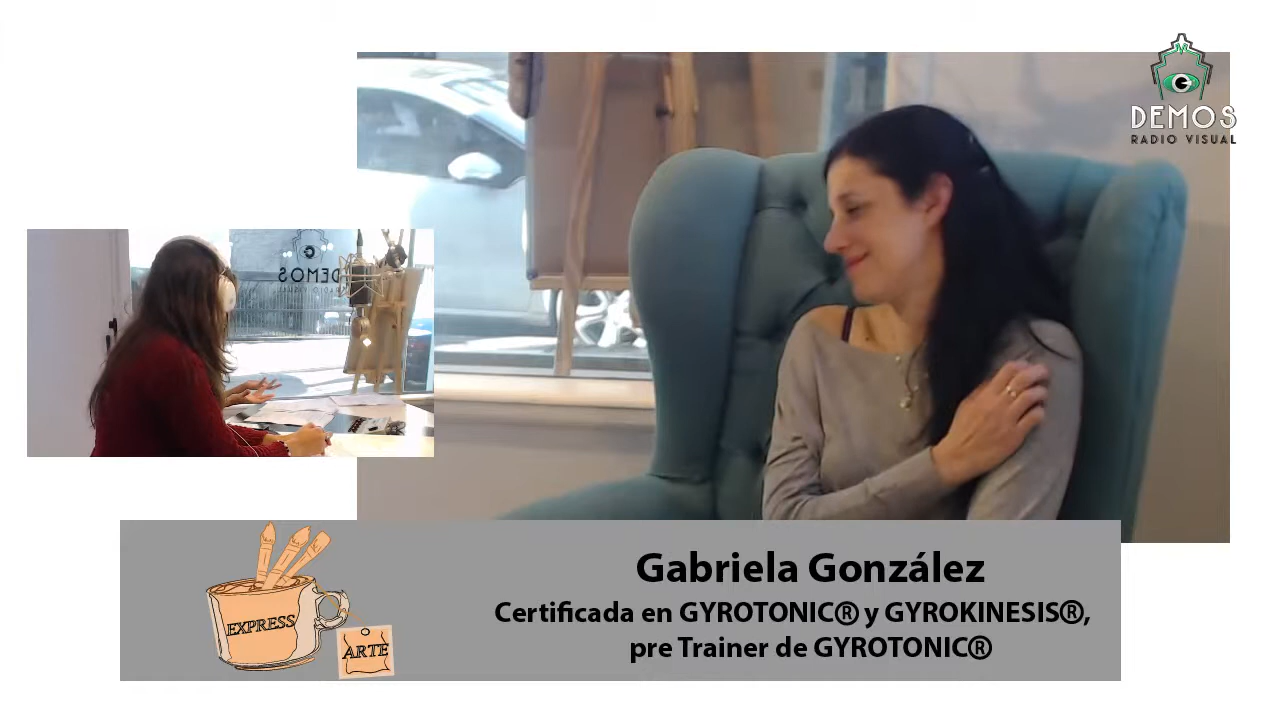 DEMOS
RADIO VISUAL
DEMOS
Gabriela González
Certificada en GYROTONIC® y GYROKINESIS®,
pre Trainer de GYROTONIC®
EXPRESS
ARTE